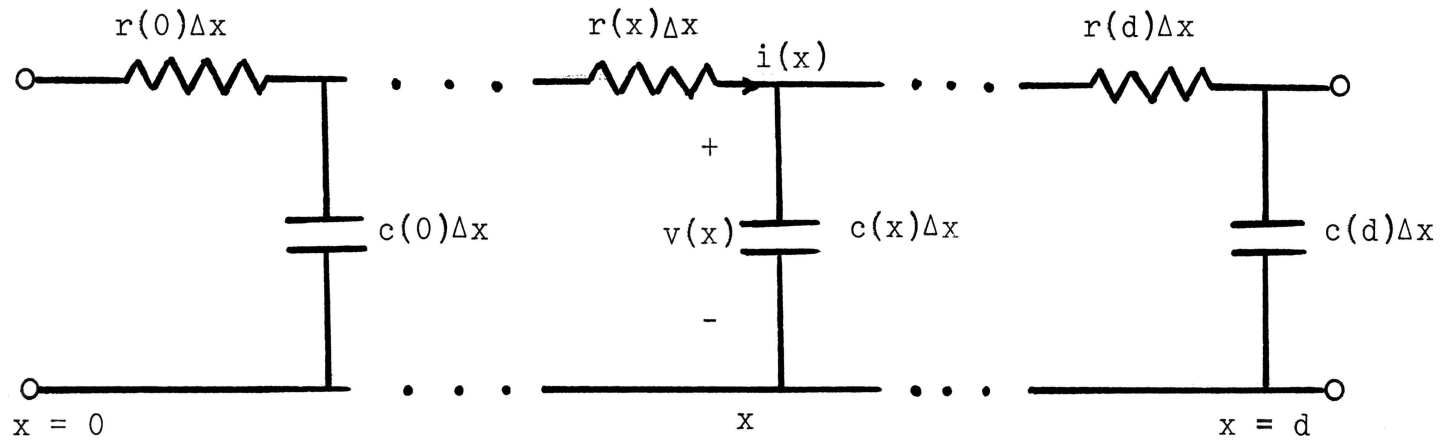 r(0)Δx
r(x)Δx
r(d)Δx
i(x)
+
c(0)Δx
v(x)
c(x)Δx
c(d)Δx
-
x = 0
x
x = d